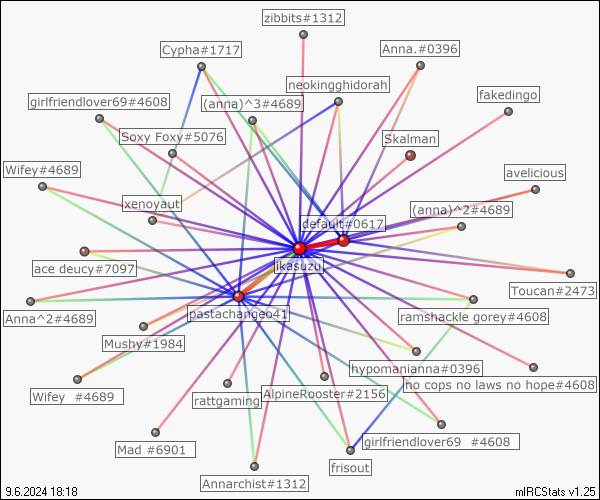 zibbits#1312
Cypha#1717
Anna.#0396
neokingghidorah
fakedingo
girlfriendlover69#4608
(anna)^3#4689
Soxy Foxy#5076
Skalman
Wifey#4689
avelicious
xenoyaut
(anna)^2#4689
default#0617
ace deucy#7097
ikasuzu
Toucan#2473
Anna^2#4689
pastachangeo41
ramshackle gorey#4608
Mushy#1984
hypomanianna#0396
no cops no laws no hope#4608
Wifey #4689
rattgaming
AlpineRooster#2156
Mad #6901
girlfriendlover69 #4608
frisout
Annarchist#1312
9.6.2024 18:18
mIRCStats v1.25